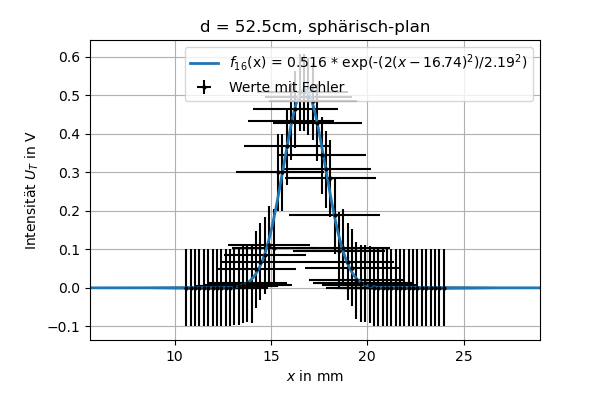 d = 52.5cm, sphärisch-plan
f₁₆(x) = 0.516 * exp(-(2(x − 16.74)²)/2.19²)
Werte mit Fehler
0.6
0.5
0.4
0.3
0.2
0.1
0.0
−0.1
Intensität U_T in V
10 15 20 25
x in mm